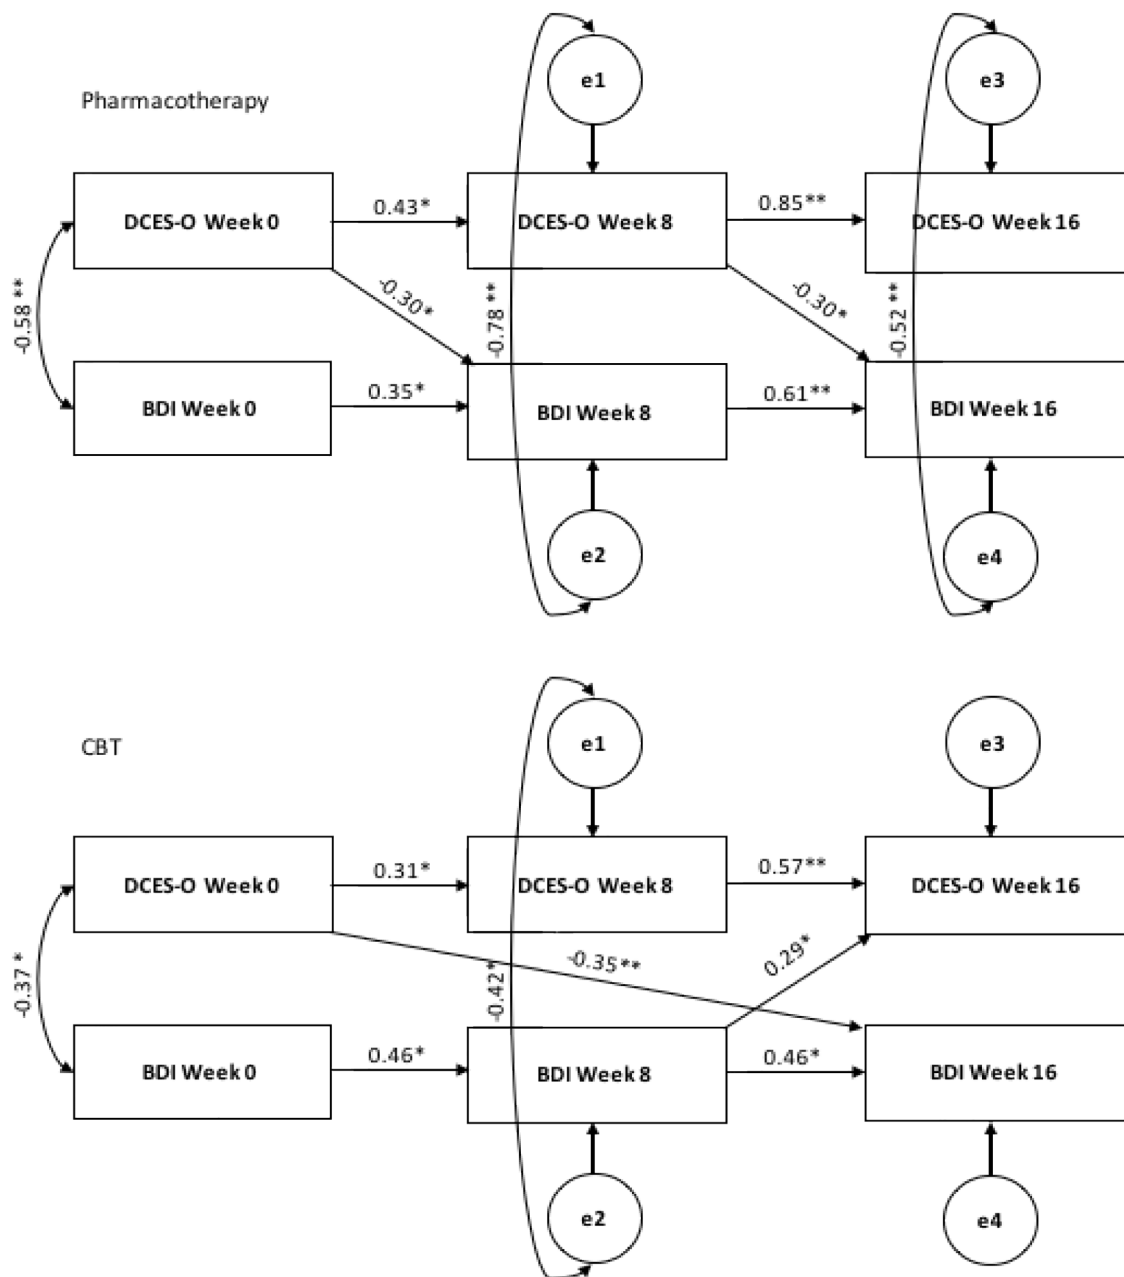 Pharmacotherapy
e1
e3
DCES-O Week 0
0.43*
DCES-O Week 8
0.85**
DCES-O Week 16
-0.58**
-0.30*
-0.78**
-0.30*
-0.52**
BDI Week 0
0.35*
BDI Week 8
0.61**
BDI Week 16
e2
e4
CBT
e1
e3
DCES-O Week 0
0.31*
DCES-O Week 8
0.57**
DCES-O Week 16
-0.37*
-0.42*
-0.35**
0.29*
BDI Week 0
0.46*
BDI Week 8
0.46*
BDI Week 16
e2
e4